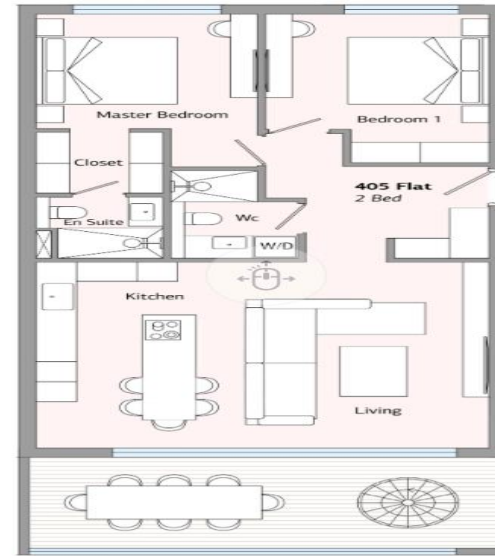 Master Bedroom
Bedroom 1
Closet
405 Flat
2 Bed
En Suite
Wc
W/D
Kitchen
Living